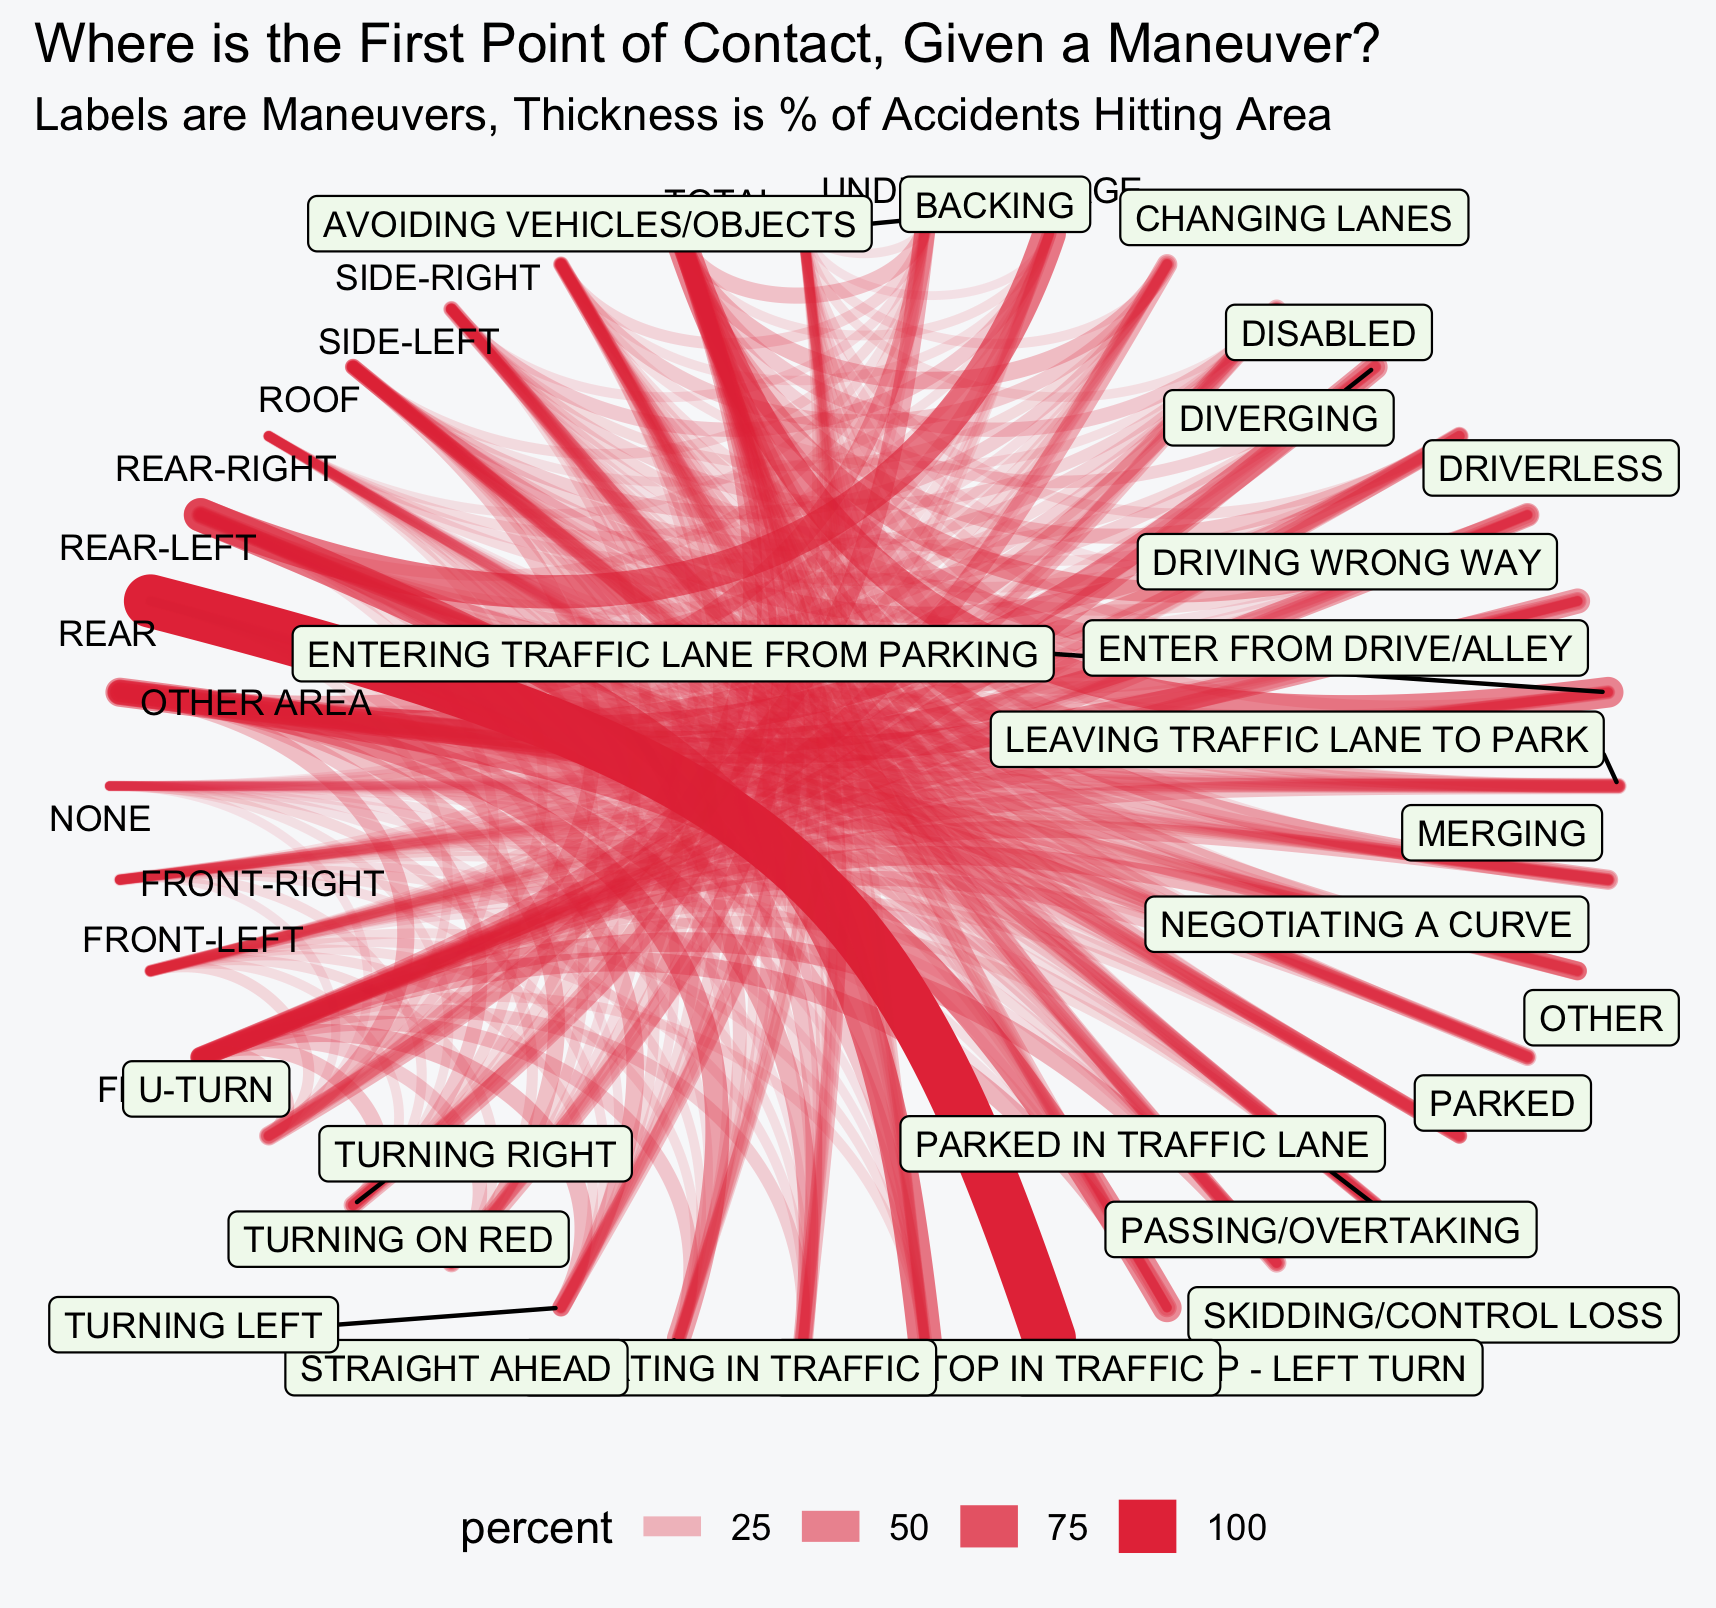 Where is the First Point of Contact, Given a Maneuver?
Labels are Maneuvers, Thickness is % of Accidents Hitting Area
BACKING
AVOIDING VEHICLES/OBJECTS
CHANGING LANES
SIDE-RIGHT
DISABLED
SIDE-LEFT
ROOF
DIVERGING
REAR-RIGHT
DRIVERLESS
REAR-LEFT
DRIVING WRONG WAY
REAR
ENTERING TRAFFIC LANE FROM PARKING
ENTER FROM DRIVE/ALLEY
OTHER AREA
LEAVING TRAFFIC LANE TO PARK
NONE
MERGING
FRONT-RIGHT
FRONT-LEFT
NEGOTIATING A CURVE
OTHER
U-TURN
PARKED
TURNING RIGHT
PARKED IN TRAFFIC LANE
TURNING ON RED
PASSING/OVERTAKING
TURNING LEFT
SKIDDING/CONTROL LOSS
STRAIGHT AHEAD
IN TRAFFIC
IN TRAFFIC
- LEFT TURN
percent 25 50 75 100